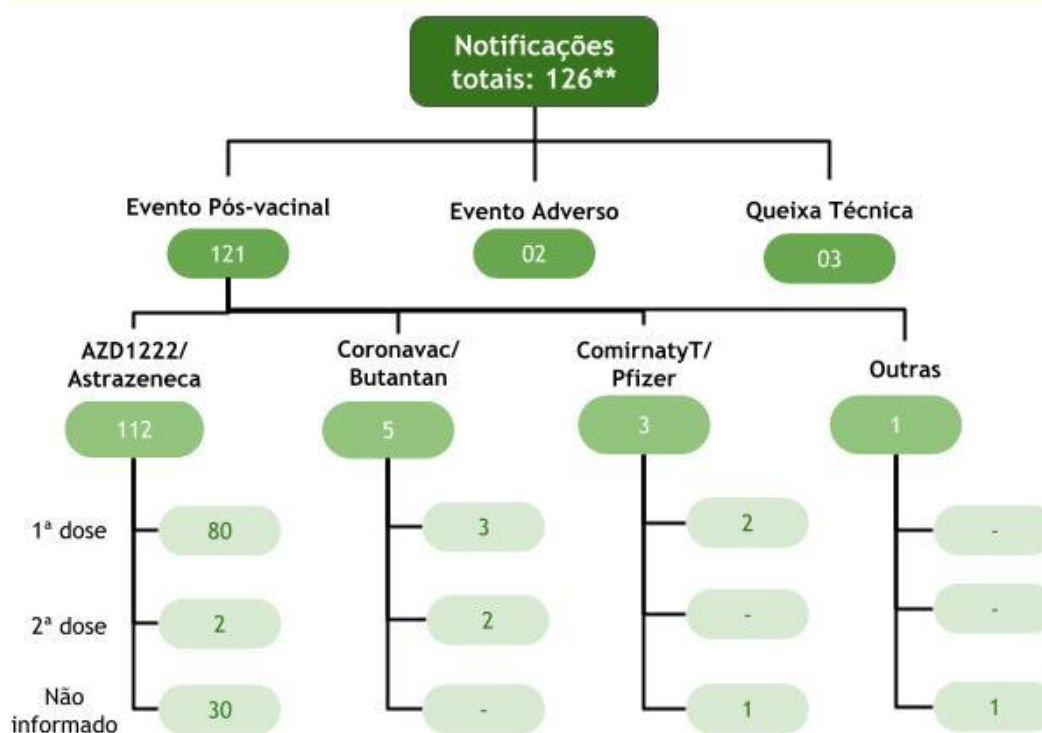 Notificações
totais: 126**
Evento Pós-vacinal
Evento Adverso
Queixa Técnica
121
02
03
AZD1222/
Astrazeneca
Coronavac/
Butantan
ComirnatyT/
Pfizer
Outras
112
5
3
1
1ª dose
80
3
2
-
2ª dose
2
2
-
-
Não
informado
30
-
1
1